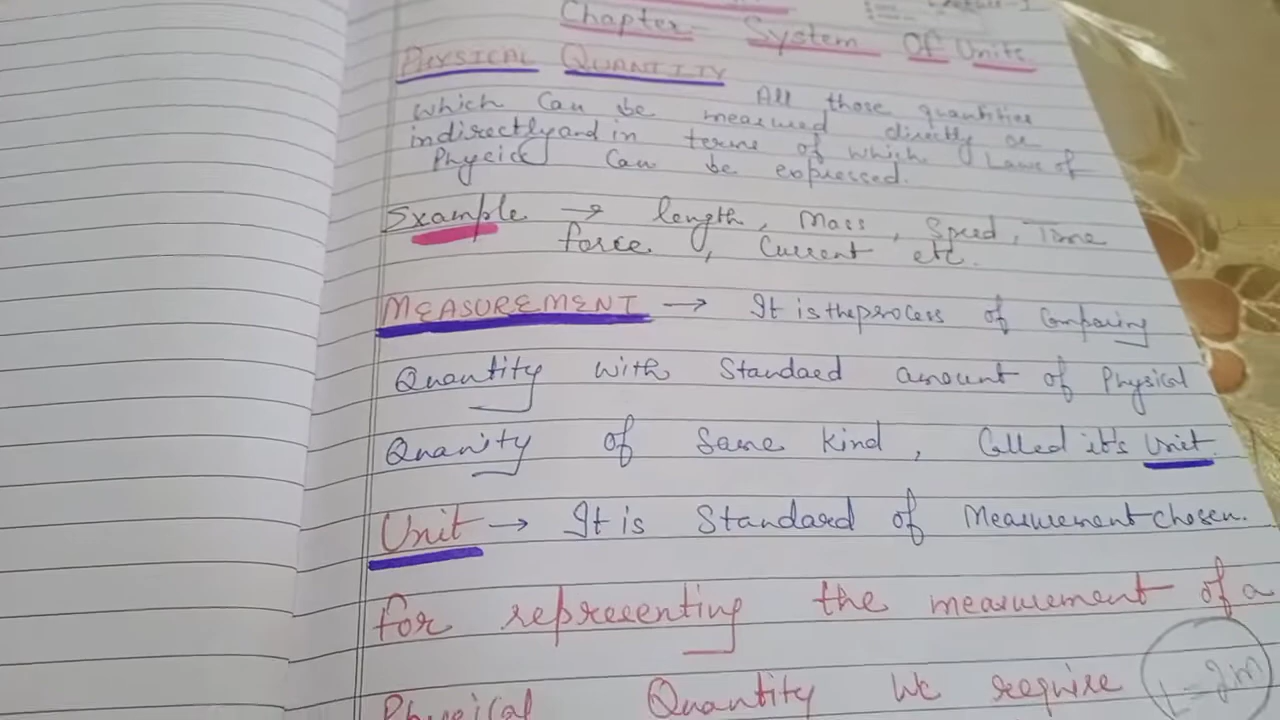 Chapter- System Of Units
PHYSICAL QUANTITY
All those quantities
which Can be measured directly or
indirectly and in terms of which Laws of
Physics Can be expressed.
Example → length, Mass, Speed, Time
force, Current etc.
MEASUREMENT → It is the process of Comparing
Quantity with Standard amount of Physical
Quanity of Same Kind, Called it's Unit.
Unit → It is Standard of Measurement chosen.
for representing the measurement of a
Physical Quantity We require